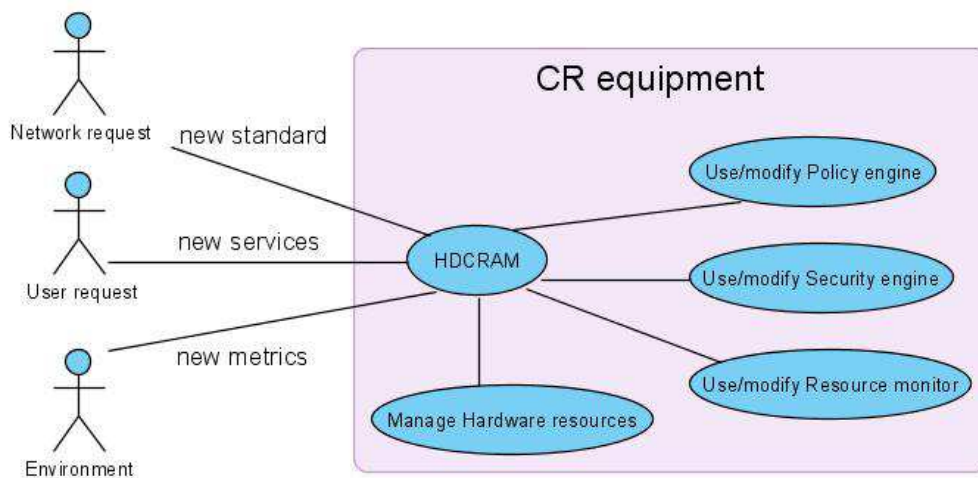 CR equipment
Network request
new standard
Use/modify Policy engine
new services
HDCRAM
User request
Use/modify Security engine
new metrics
Use/modify Resource monitor
Manage Hardware resources
Environment